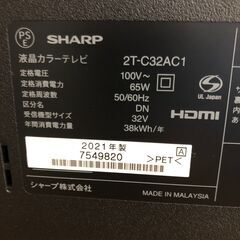 PS E
SHARP
液晶カラーテレビ 2T-C32AC1
定格電圧 100V~
定格消費電力 65W
定格周波数 50/60Hz
区分名 DN
受信機型サイズ 32V
年間消費電力量 38kWh/年
UL Japan
HDMI
2021年製 A
7549820 >PET<
シャープ株式会社 MADE IN MALAYSIA